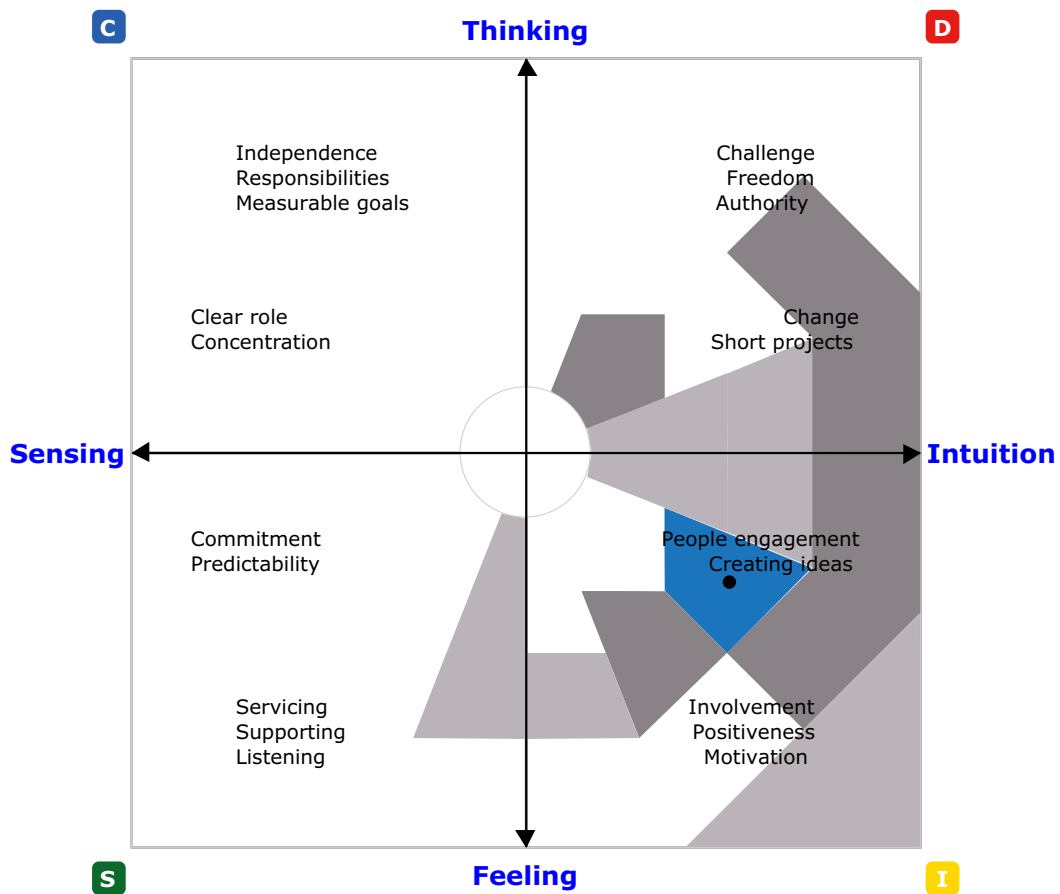 C
Thinking
D
Independence
Responsibilities
Measurable goals
Challenge
Freedom
Authority
Clear role
Concentration
Change
Short projects
Sensing
Intuition
Commitment
Predictability
People engagement
Creating ideas
Servicing
Supporting
Listening
Involvement
Positiveness
Motivation
S
Feeling
I